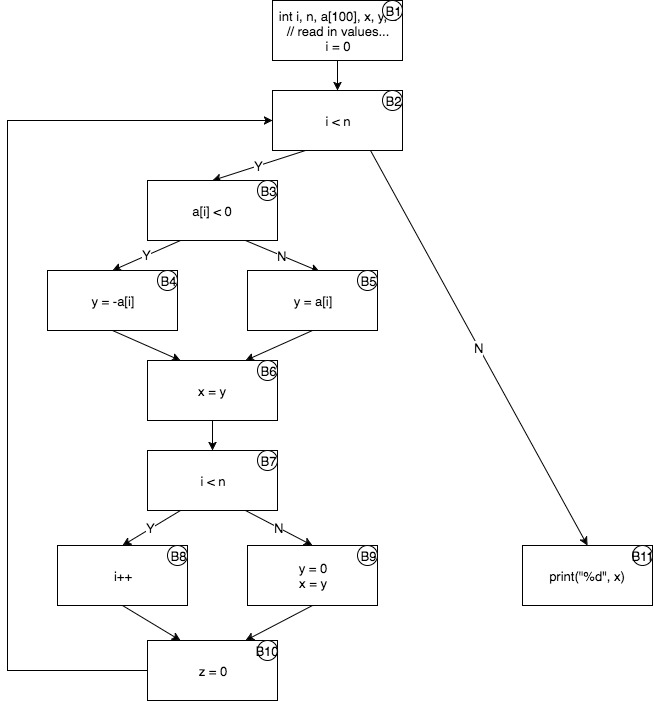 int i, n, a[100], x, y,
B1
// read in values...
i = 0
B2
i < n
Y
B3
a[i] < 0
Y
N
B4
y = -a[i]
B5
y = a[i]
B6
x = y
N
B7
i < n
Y
N
B8
i++
B9
y = 0
x = y
B11
print("%d", x)
B10
z = 0